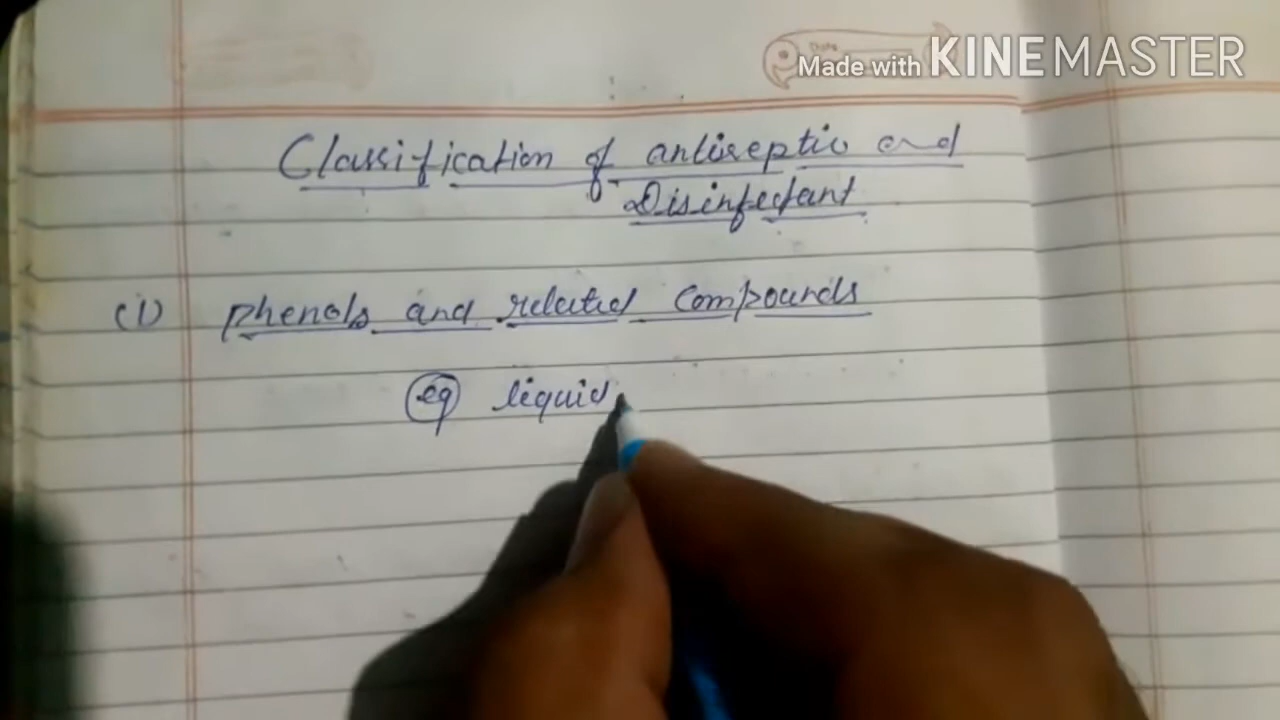 Made with KINEMASTER
Classification of antiseptic and
Disinfectant
(1) phenols and related compounds
eg liquid